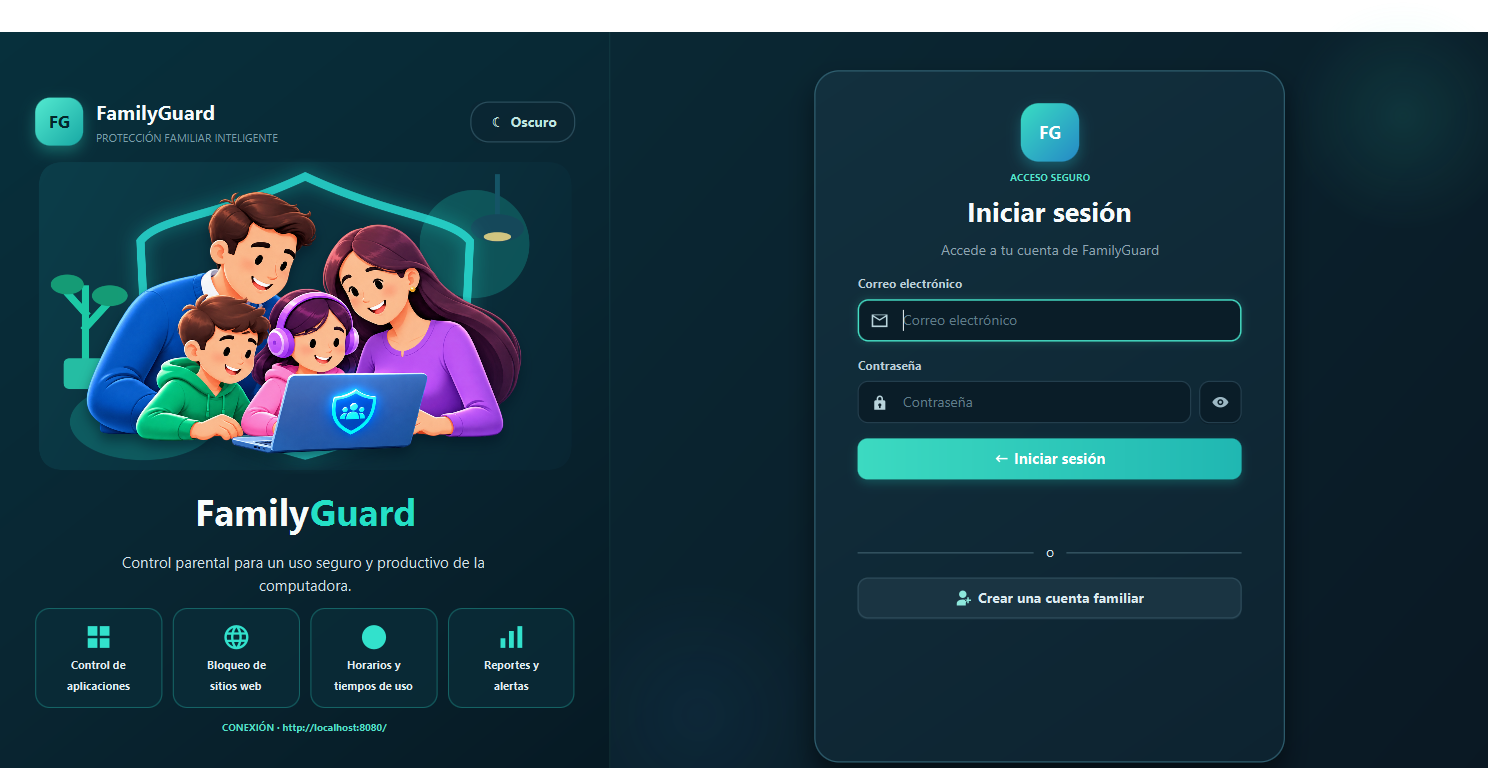 FG
FamilyGuard
PROTECCIÓN FAMILIAR INTELIGENTE
☾ Oscuro
FamilyGuard
Control parental para un uso seguro y productivo de la
computadora.
Control de
aplicaciones
Bloqueo de
sitios web
Horarios y
tiempos de uso
Reportes y
alertas
CONEXIÓN · http://localhost:8080/
FG
ACCESO SEGURO
Iniciar sesión
Accede a tu cuenta de FamilyGuard
Correo electrónico
Correo electrónico
Contraseña
Contraseña
← Iniciar sesión
o
Crear una cuenta familiar